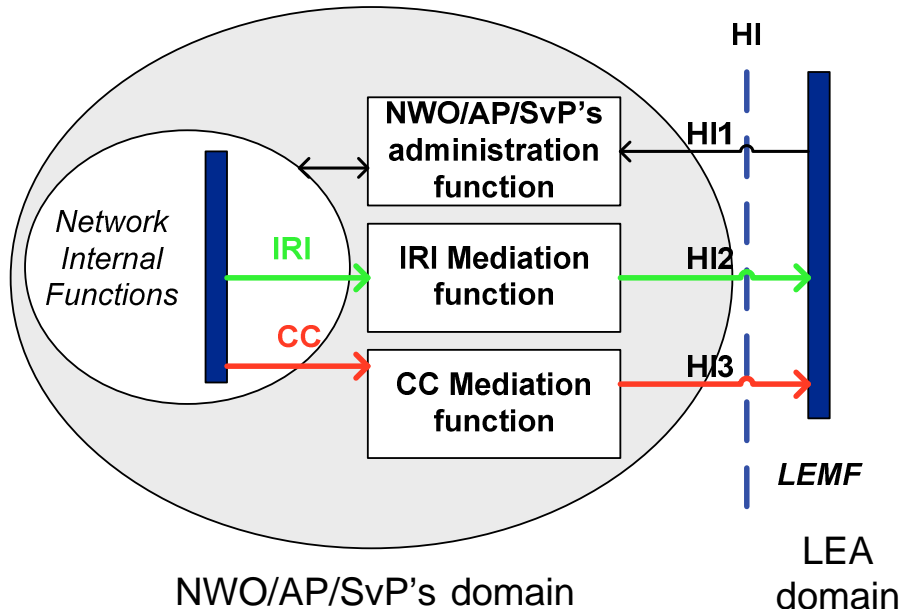 HI
NWO/AP/SvP's
administration
function
HI1
Network
Internal
Functions
IRI
IRI Mediation
function
HI2
CC
CC Mediation
function
HI3
LEMF
LEA
domain
NWO/AP/SvP's domain